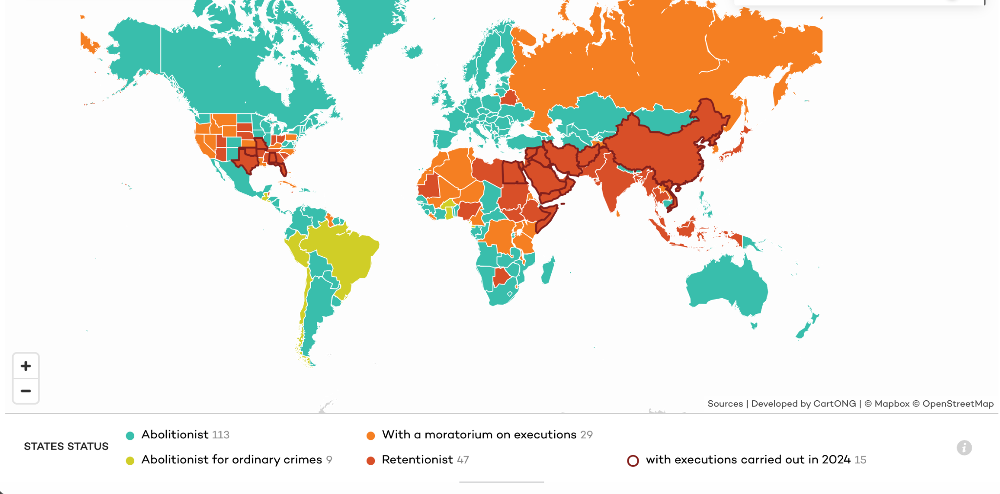 Sources | Developed by CartONG | © Mapbox © OpenStreetMap
STATES STATUS
Abolitionist 113
With a moratorium on executions 29
Abolitionist for ordinary crimes 9
Retentionist 47
with executions carried out in 2024 15